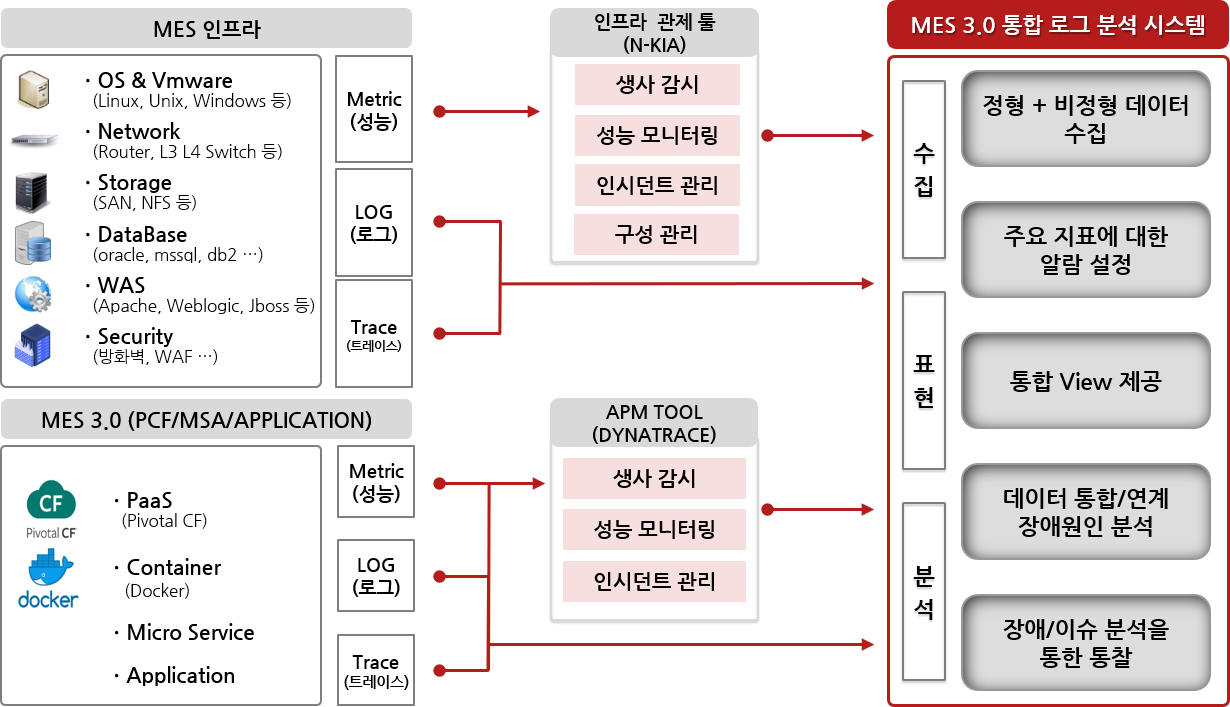 MES 인프라
· OS & Vmware
(Linux, Unix, Windows 등)
· Network
(Router, L3 L4 Switch 등)
· Storage
(SAN, NFS 등)
· DataBase
(oracle, mssql, db2 …)
· WAS
(Apache, Weblogic, Jboss 등)
· Security
(방화벽, WAF …)
Metric
(성능)
LOG
(로그)
Trace
(트레이스)
인프라 관제 툴
(N-KIA)
생사 감시
성능 모니터링
인시던트 관리
구성 관리
MES 3.0 (PCF/MSA/APPLICATION)
CF
Pivotal CF
docker
· PaaS
(Pivotal CF)
· Container
(Docker)
· Micro Service
· Application
Metric
(성능)
LOG
(로그)
Trace
(트레이스)
APM TOOL
(DYNATRACE)
생사 감시
성능 모니터링
인시던트 관리
MES 3.0 통합 로그 분석 시스템
수
집
표
현
분
석
정형 + 비정형 데이터
수집
주요 지표에 대한
알람 설정
통합 View 제공
데이터 통합/연계
장애원인 분석
장애/이슈 분석을
통한 통찰